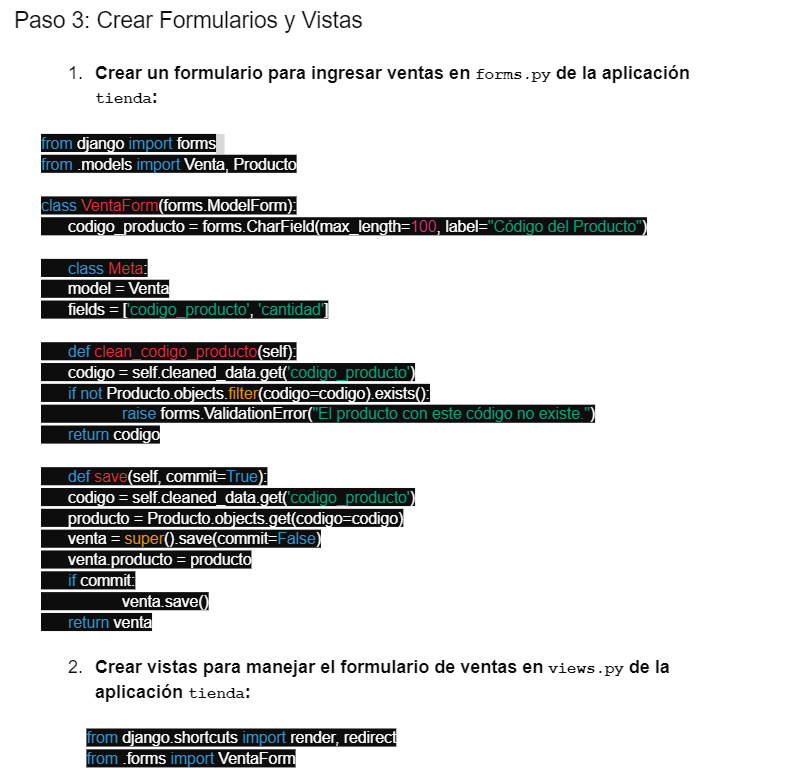 Paso 3: Crear Formularios y Vistas
1. Crear un formulario para ingresar ventas en forms.py de la aplicación
tienda:
from django import forms
from .models import Venta, Producto
class VentaForm(forms.ModelForm):
codigo_producto = forms.CharField(max_length=100, label="Código del Producto")
class Meta:
model = Venta
fields = ['codigo_producto', 'cantidad']
def clean_codigo_producto(self):
codigo = self.cleaned_data.get('codigo_producto')
if not Producto.objects.filter(codigo=codigo).exists():
raise forms.ValidationError("El producto con este código no existe.")
return codigo
def save(self, commit=True):
codigo = self.cleaned_data.get('codigo_producto')
producto = Producto.objects.get(codigo=codigo)
venta = super().save(commit=False)
venta.producto = producto
if commit:
venta.save()
return venta
2. Crear vistas para manejar el formulario de ventas en views.py de la
aplicación tienda:
from django.shortcuts import render, redirect
from .forms import VentaForm